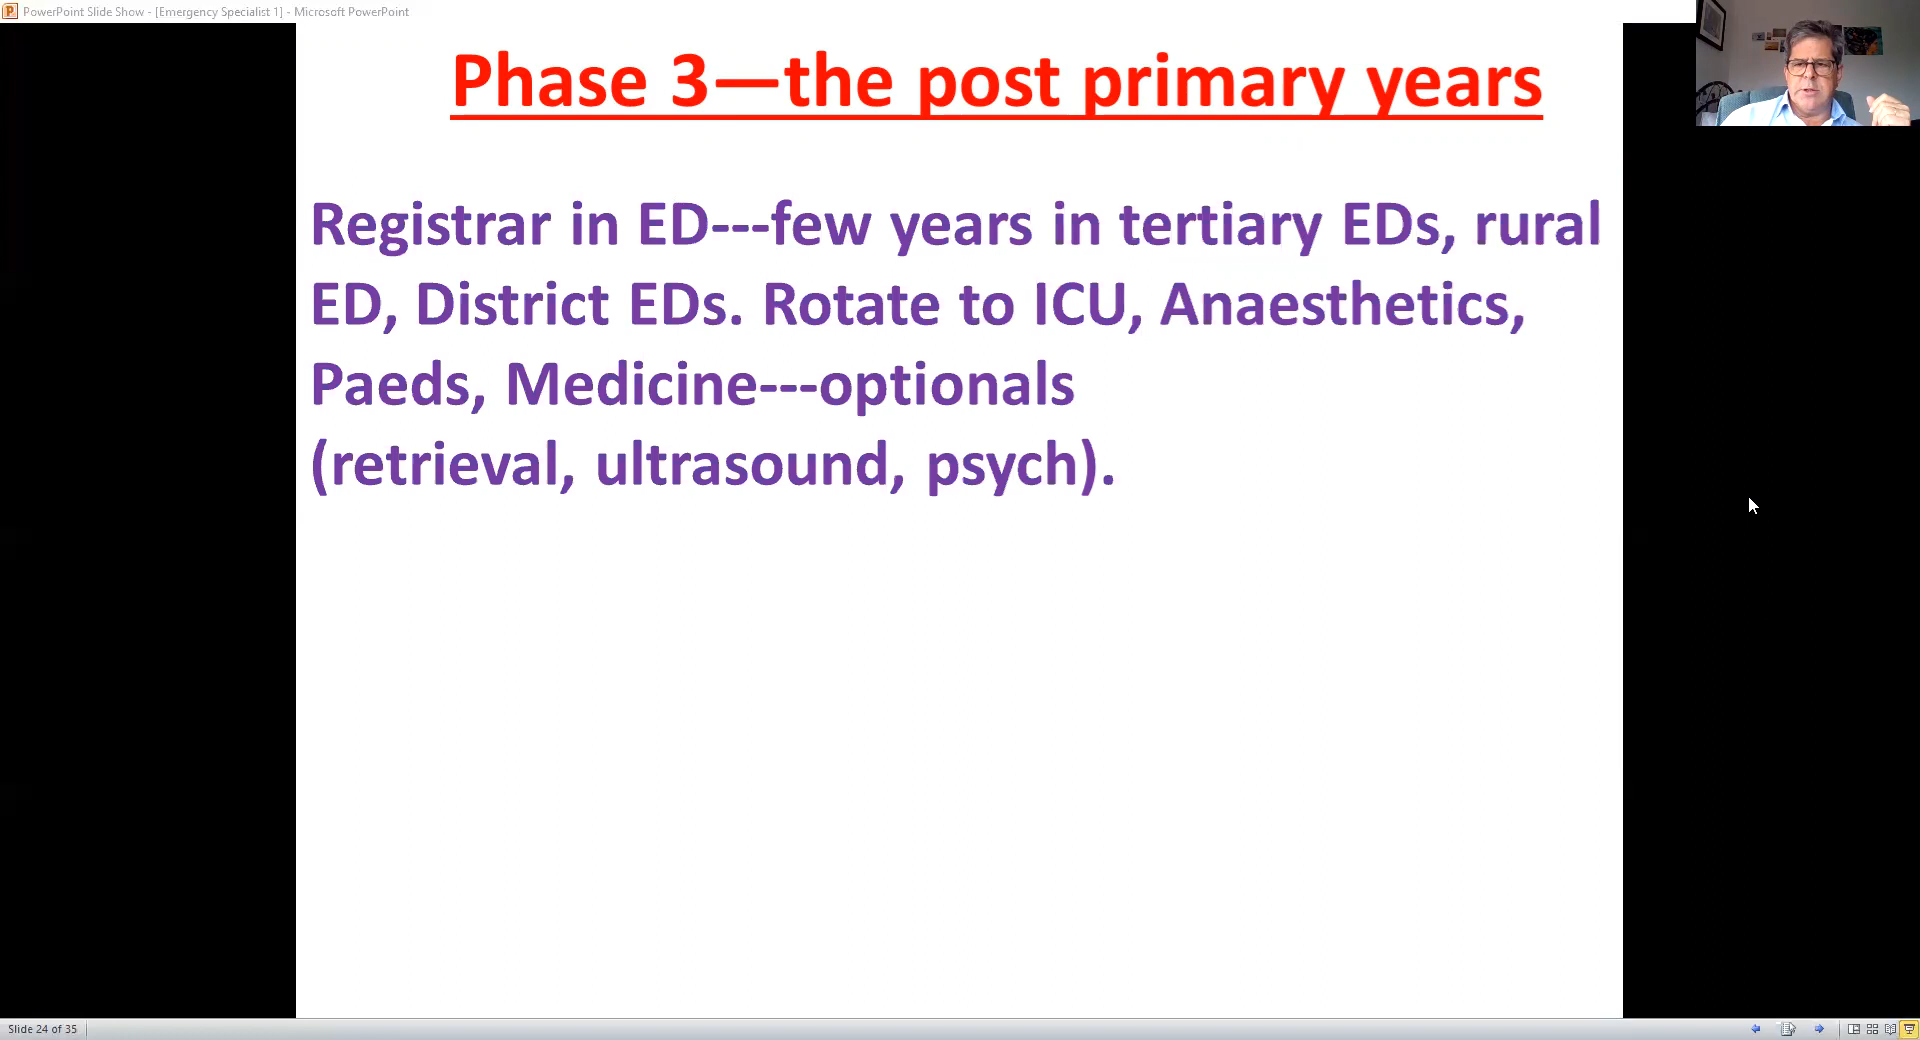 PowerPoint Slide Show - [Emergency Specialist 1] - Microsoft PowerPoint
Phase 3—the post primary years
Registrar in ED---few years in tertiary EDs, rural
ED, District EDs. Rotate to ICU, Anaesthetics,
Paeds, Medicine---optionals
(retrieval, ultrasound, psych).
Slide 24 of 35